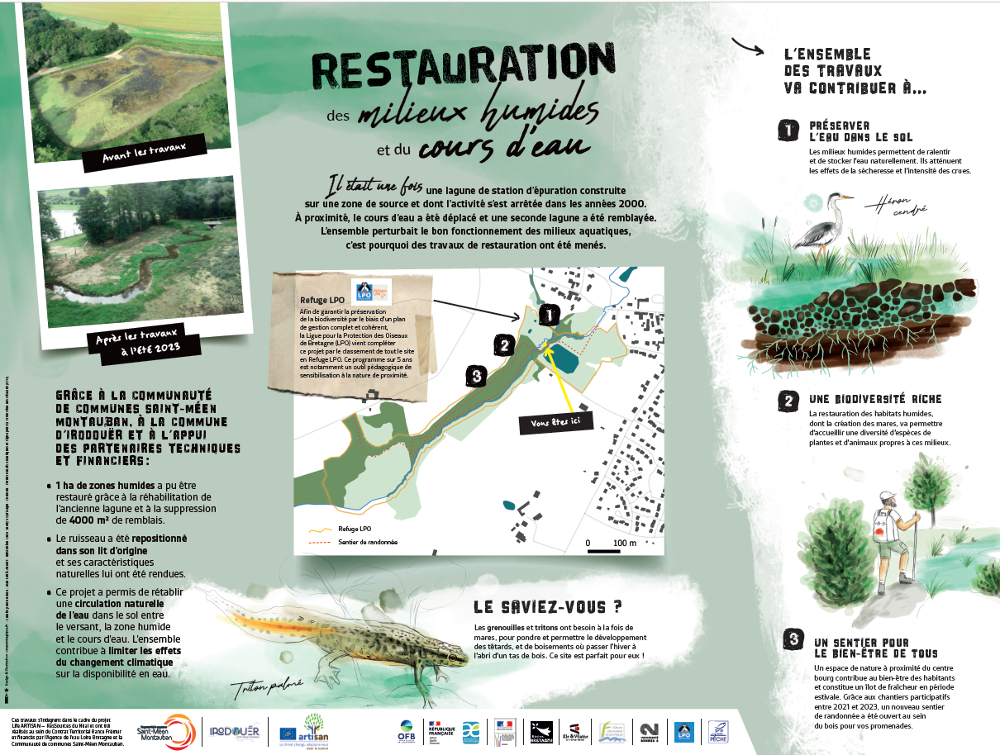 Avant les travaux
Après les travaux
à l'été 2023
RESTAURATION
des milieux humides
et du cours d'eau
Il était une fois une lagune de station d'épuration construite
sur une zone de source et dont l'activité s'est arrêtée dans les années 2000.
À proximité, le cours d'eau a été déplacé et une seconde lagune a été remblayée.
L'ensemble perturbait le bon fonctionnement des milieux aquatiques,
c'est pourquoi des travaux de restauration ont été menés.
Refuge LPO
LPO
Afin de garantir la préservation
de la biodiversité par le biais d'un plan
de gestion complet et cohérent,
la Ligue pour la Protection des Oiseaux
de Bretagne (LPO) vient compléter
ce projet par le classement de tout le site
en Refuge LPO. Ce programme sur 5 ans
est notamment un outil pédagogique de
sensibilisation à la nature de proximité.
1
2
3
Vous êtes ici
Refuge LPO
Sentier de randonnée
0 100 m
GRÂCE À LA COMMUNAUTÉ
DE COMMUNES SAINT-MÉEN
MONTAUBAN, À LA COMMUNE
D'IRODOUËR ET À L'APPUI
DES PARTENAIRES TECHNIQUES
ET FINANCIERS :
• 1 ha de zones humides a pu être
restauré grâce à la réhabilitation de
l'ancienne lagune et à la suppression
de 4000 m² de remblais.
• Le ruisseau a été repositionné
dans son lit d'origine
et ses caractéristiques
naturelles lui ont été rendues.
• Ce projet a permis de rétablir
une circulation naturelle
de l'eau dans le sol entre
le versant, la zone humide
et le cours d'eau. L'ensemble
contribue à limiter les effets
du changement climatique
sur la disponibilité en eau.
Triton palmé
LE SAVIEZ-VOUS ?
Les grenouilles et tritons ont besoin à la fois de
mares, pour pondre et permettre le développement
des têtards, et de boisements où passer l'hiver à
l'abri d'un tas de bois. Ce site est parfait pour eux !
L'ENSEMBLE
DES TRAVAUX
VA CONTRIBUER À...
1 PRÉSERVER
L'EAU DANS LE SOL
Les milieux humides permettent de ralentir
et de stocker l'eau naturellement. Ils atténuent
les effets de la sécheresse et l'intensité des crues.
Héron
cendré
2 UNE BIODIVERSITÉ RICHE
La restauration des habitats humides,
dont la création des mares, va permettre
d'accueillir une diversité d'espèces de
plantes et d'animaux propres à ces milieux.
3 UN SENTIER POUR
LE BIEN-ÊTRE DE TOUS
Un espace de nature à proximité du centre
bourg contribue au bien-être des habitants
et constitue un îlot de fraîcheur en période
estivale. Grâce aux chantiers participatifs
entre 2021 et 2023, un nouveau sentier
de randonnée a été ouvert au sein
du bois pour vos promenades.
Ces travaux s'intègrent dans le cadre du projet
Life ARTISAN – RésSources du Néal et ont été
réalisés au sein du Contrat Territorial Rance Frémur
et financés par l'Agence de l'eau Loire Bretagne et la
Communauté de communes Saint-Méen Montauban.
Saint-Méen
Montauban
IRODOUËR
artisan
OFB
RÉPUBLIQUE
FRANÇAISE
BRETAGNE
Ille & Vilaine
UNIVERSITÉ
RENNES 2
LPO
PÊCHE